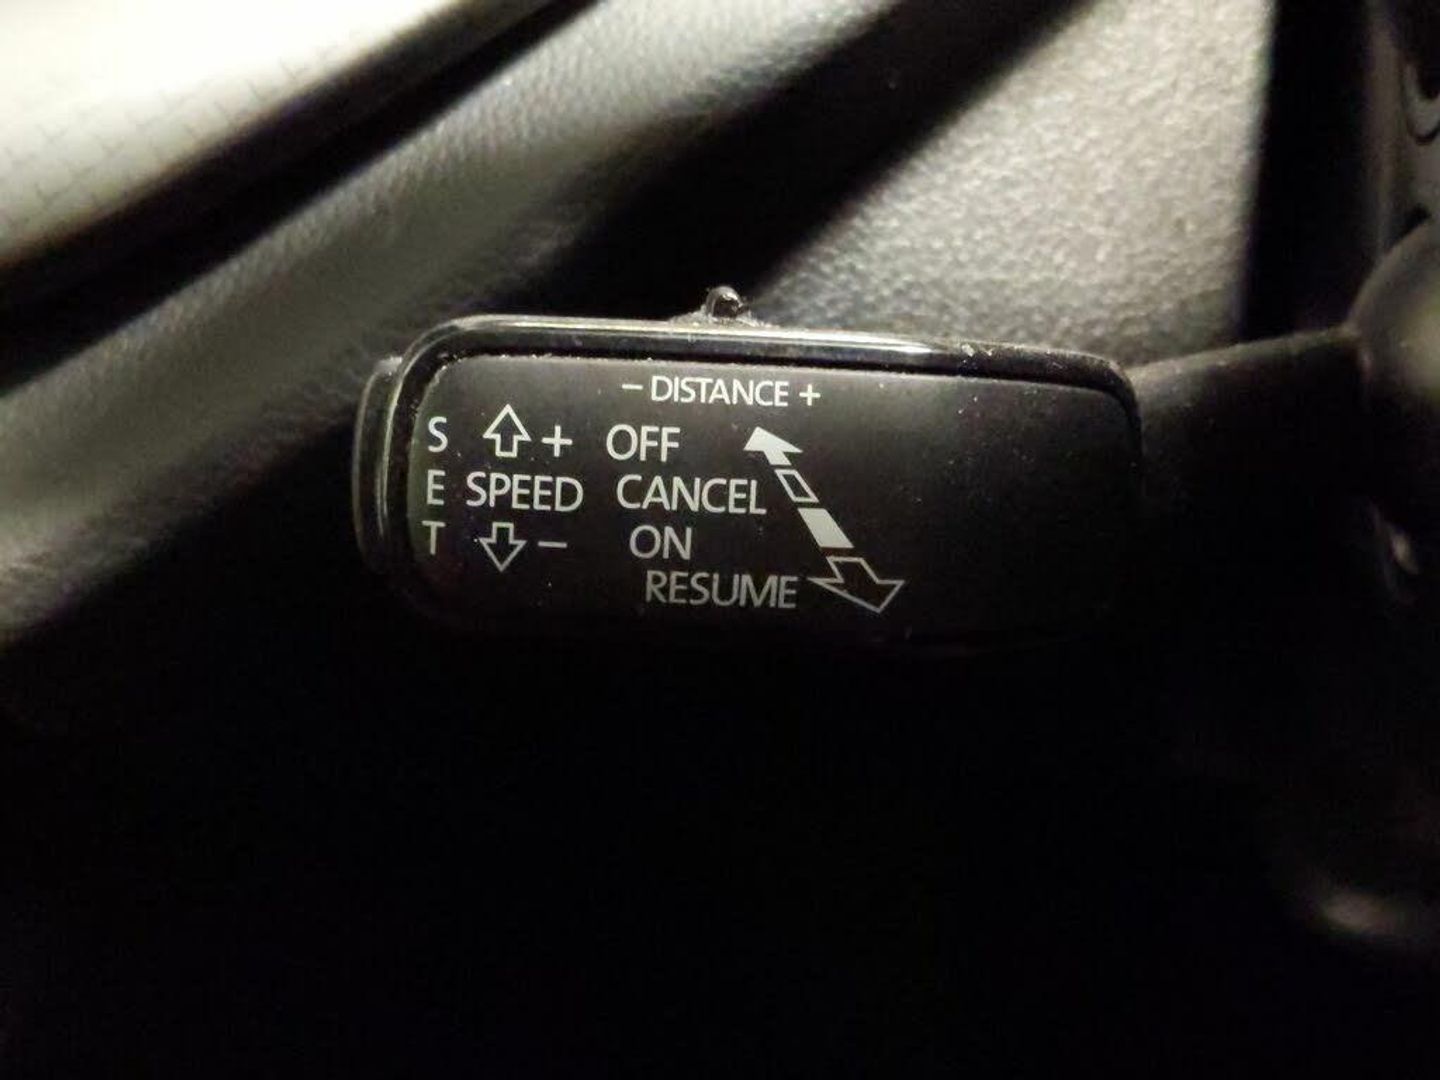 - DISTANCE +
S + OFF
E SPEED CANCEL
T - ON
RESUME